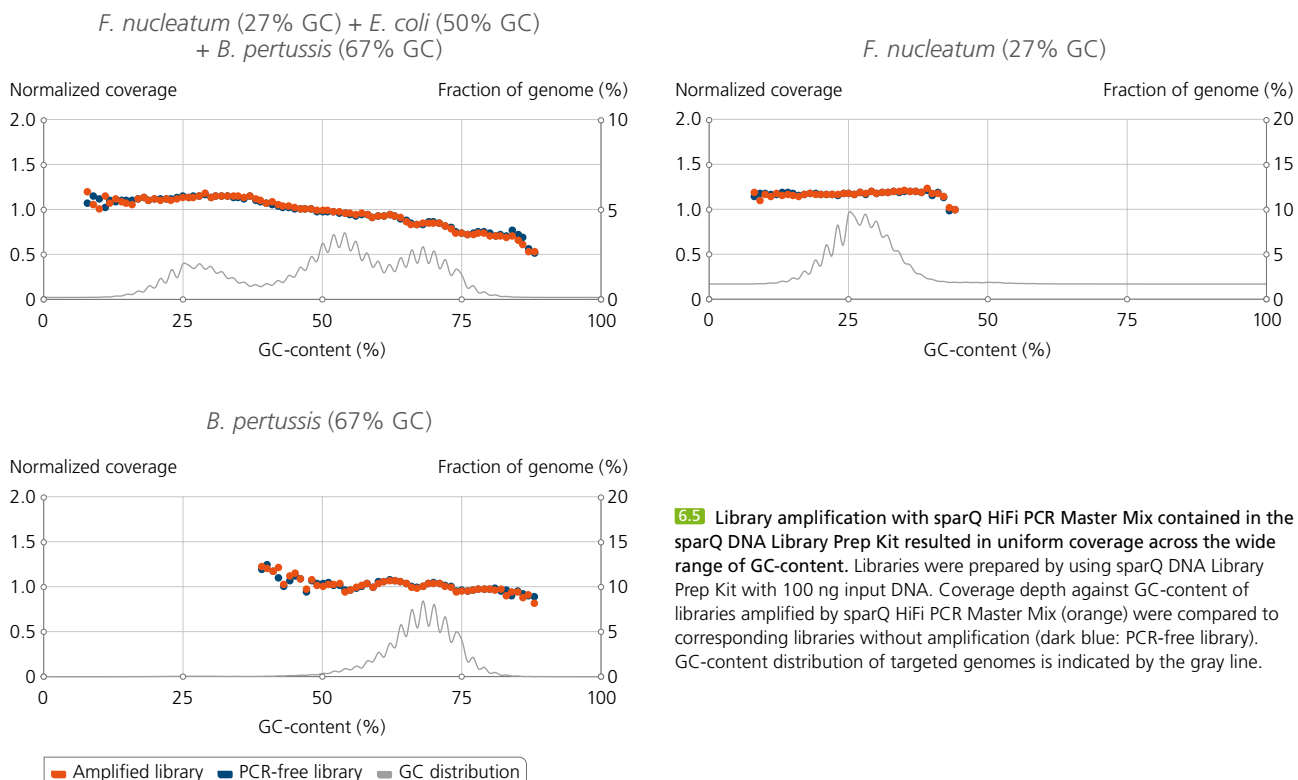 F. nucleatum (27% GC) + E. coli (50% GC)
+ B. pertussis (67% GC)
Normalized coverage
Fraction of genome (%)
2.0
1.5
1.0
0.5
0
10
5
0
0
25
50
75
100
GC-content (%)
F. nucleatum (27% GC)
Normalized coverage
Fraction of genome (%)
2.0
1.5
1.0
0.5
0
20
15
10
5
0
0
25
50
75
100
GC-content (%)
B. pertussis (67% GC)
Normalized coverage
Fraction of genome (%)
2.0
1.5
1.0
0.5
0
20
15
10
5
0
0
25
50
75
100
GC-content (%)
Amplified library PCR-free library GC distribution
6.5 Library amplification with sparQ HiFi PCR Master Mix contained in the
sparQ DNA Library Prep Kit resulted in uniform coverage across the wide
range of GC-content. Libraries were prepared by using sparQ DNA Library
Prep Kit with 100 ng input DNA. Coverage depth against GC-content of
libraries amplified by sparQ HiFi PCR Master Mix (orange) were compared to
corresponding libraries without amplification (dark blue: PCR-free library).
GC-content distribution of targeted genomes is indicated by the gray line.